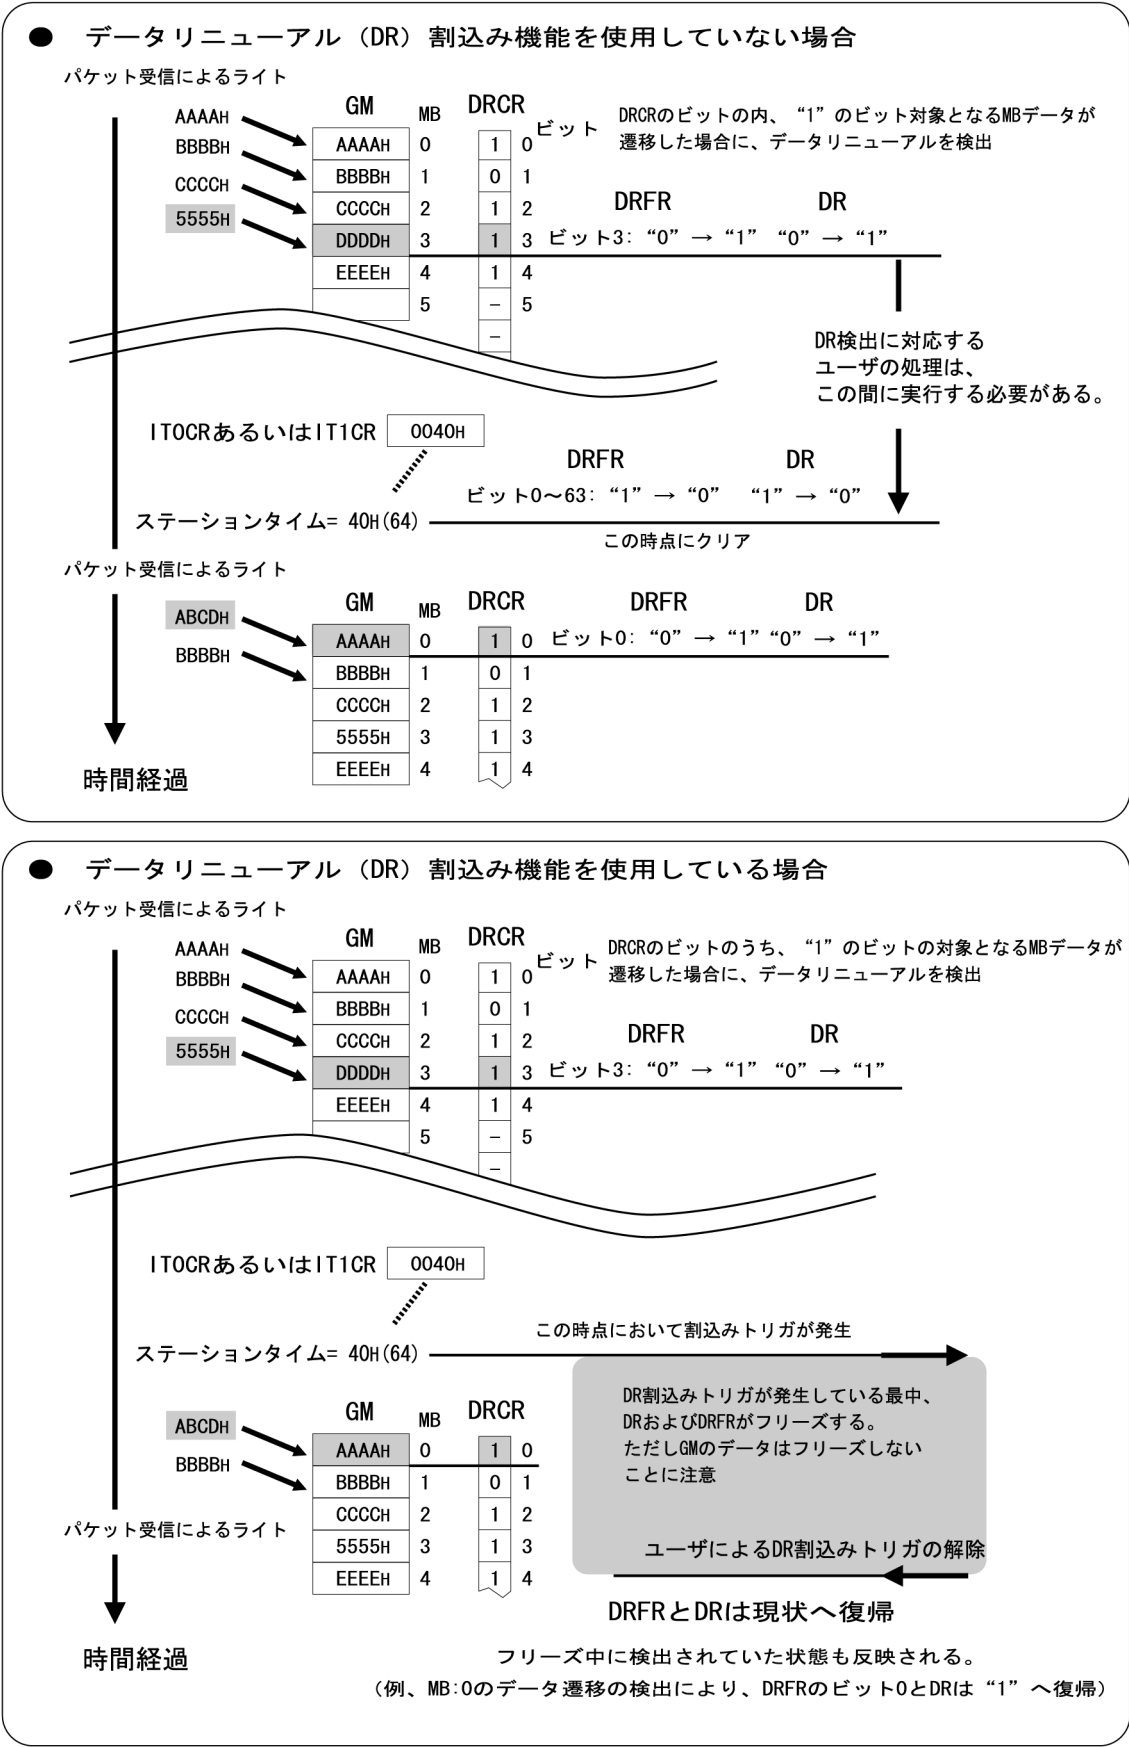 ● データリニューアル（DR）割込み機能を使用していない場合
パケット受信によるライト
GM MB DRCR ビット
AAAAH
BBBBH
CCCCH
5555H
AAAAH 0 1 0
BBBBH 1 0 1
CCCCH 2 1 2
DDDDH 3 1 3
EEEEH 4 1 4
5 – 5
–
DRCRのビットの内、“1”のビット対象となるMBデータが
遷移した場合に、データリニューアルを検出
DRFR DR
ビット3: “0” → “1” “0” → “1”
DR検出に対応する
ユーザの処理は、
この間に実行する必要がある。
IT0CRあるいはIT1CR 0040H
DRFR DR
ビット0～63: “1” → “0” “1” → “0”
ステーションタイム= 40H(64)
この時点にクリア
パケット受信によるライト
GM MB DRCR DRFR DR
ABCDH
BBBBH
AAAAH 0 1 0 ビット0: “0” → “1” “0” → “1”
BBBBH 1 0 1
CCCCH 2 1 2
5555H 3 1 3
EEEEH 4 1 4
時間経過
● データリニューアル（DR）割込み機能を使用している場合
パケット受信によるライト
GM MB DRCR ビット
AAAAH
BBBBH
CCCCH
5555H
AAAAH 0 1 0
BBBBH 1 0 1
CCCCH 2 1 2
DDDDH 3 1 3
EEEEH 4 1 4
5 – 5
–
DRCRのビットのうち、“1”のビットの対象となるMBデータが
遷移した場合に、データリニューアルを検出
DRFR DR
ビット3: “0” → “1” “0” → “1”
IT0CRあるいはIT1CR 0040H
この時点において割込みトリガが発生
ステーションタイム= 40H(64)
DR割込みトリガが発生している最中、
DRおよびDRFRがフリーズする。
ただしGMのデータはフリーズしない
ことに注意
GM MB DRCR
ABCDH
BBBBH
AAAAH 0 1 0
BBBBH 1 0 1
CCCCH 2 1 2
5555H 3 1 3
EEEEH 4 1 4
パケット受信によるライト
ユーザによるDR割込みトリガの解除
DRFRとDRは現状へ復帰
時間経過
フリーズ中に検出されていた状態も反映される。
（例、MB:0のデータ遷移の検出により、DRFRのビット0とDRは“1”へ復帰）